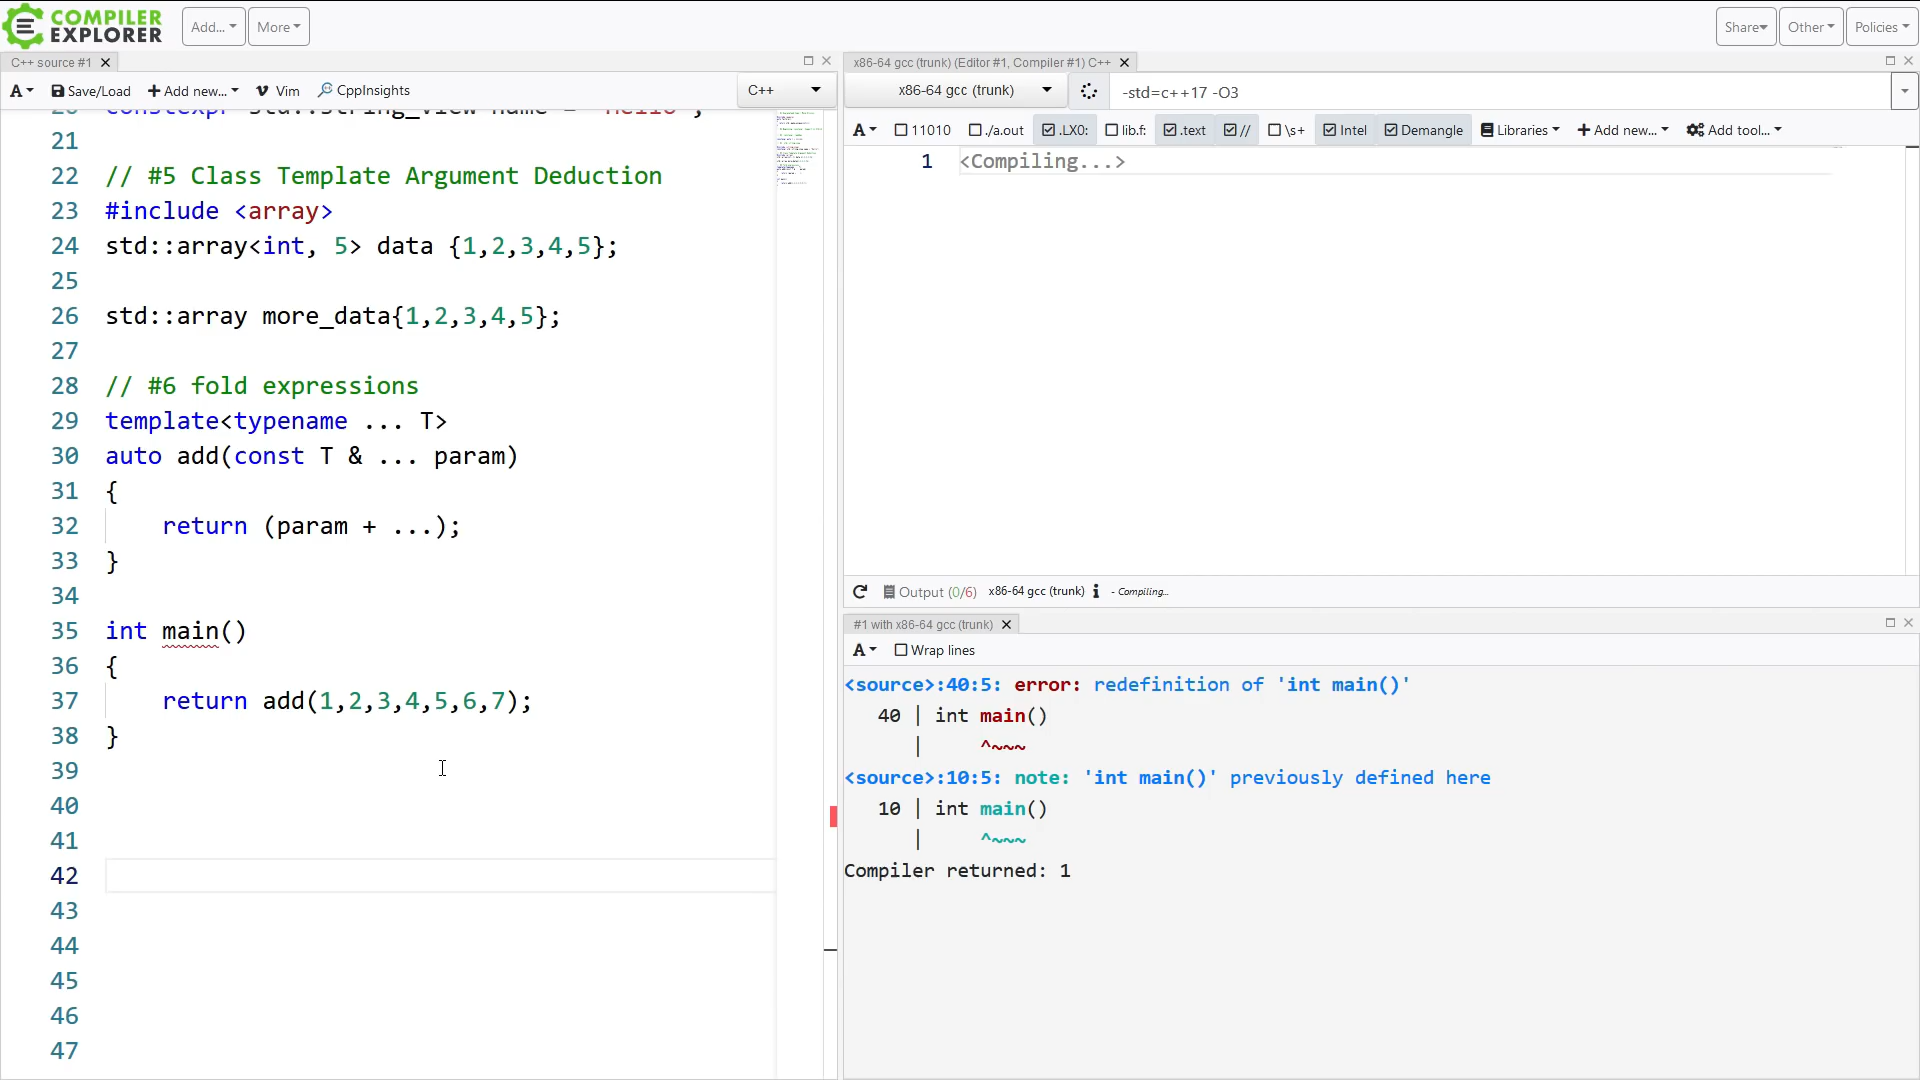 COMPILER
EXPLORER
Add...
More
Share
Other
Policies
C++ source #1
A
Save/Load
Add new...
Vim
CppInsights
C++
20 constexpr std::string_view name = "hello";
21
22 // #5 Class Template Argument Deduction
23 #include <array>
24 std::array<int, 5> data {1,2,3,4,5};
25
26 std::array more_data{1,2,3,4,5};
27
28 // #6 fold expressions
29 template<typename ... T>
30 auto add(const T & ... param)
31 {
32 return (param + ...);
33 }
34
35 int main()
36 {
37 return add(1,2,3,4,5,6,7);
38 }
39
40
41
42
43
44
45
46
47
x86-64 gcc (trunk) (Editor #1, Compiler #1) C++
x86-64 gcc (trunk)
-std=c++17 -O3
A
11010
./a.out
.LX0:
lib.f:
.text
//
\s+
Intel
Demangle
Libraries
Add new...
Add tool...
1 <Compiling...>
Output (0/6) x86-64 gcc (trunk) - Compiling...
#1 with x86-64 gcc (trunk)
A
Wrap lines
<source>:40:5: error: redefinition of 'int main()'
40 | int main()
| ^~~~
<source>:10:5: note: 'int main()' previously defined here
10 | int main()
| ^~~~
Compiler returned: 1